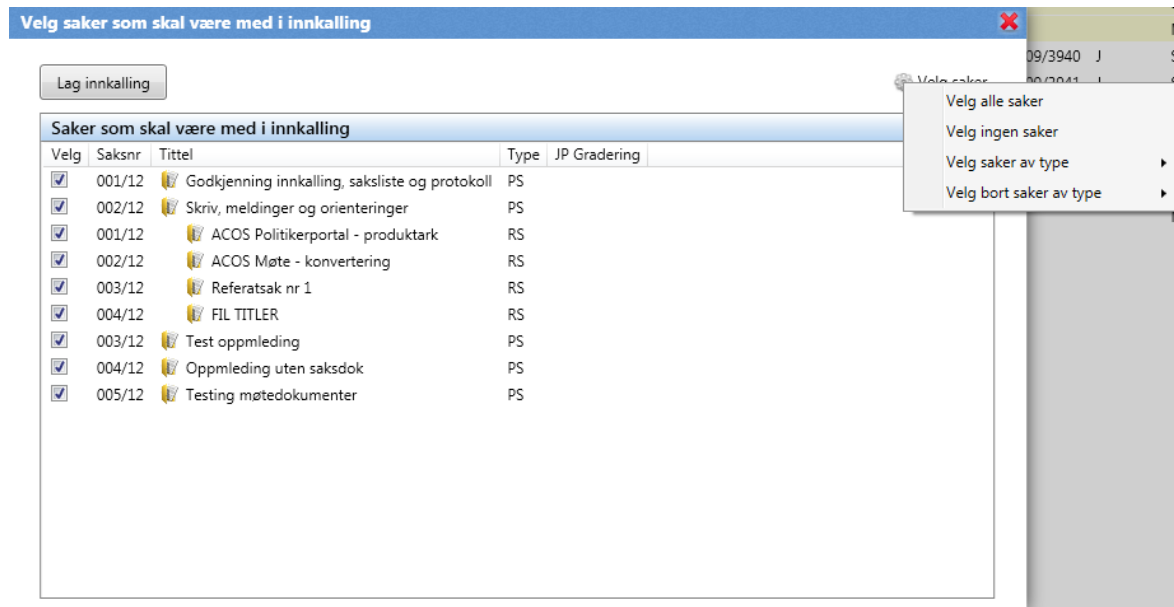 Velg saker som skal være med i innkalling
09/3940 J
Lag innkalling
Velg saker
Velg alle saker
Velg ingen saker
Velg saker av type
Velg bort saker av type
Saker som skal være med i innkalling
Velg Saksnr Tittel Type JP Gradering
001/12 Godkjenning innkalling, saksliste og protokoll PS
002/12 Skriv, meldinger og orienteringer PS
001/12 ACOS Politikerportal - produktark RS
002/12 ACOS Møte - konvertering RS
003/12 Referatsak nr 1 RS
004/12 FIL TITLER RS
003/12 Test oppmleding PS
004/12 Oppmleding uten saksdok PS
005/12 Testing møtedokumenter PS